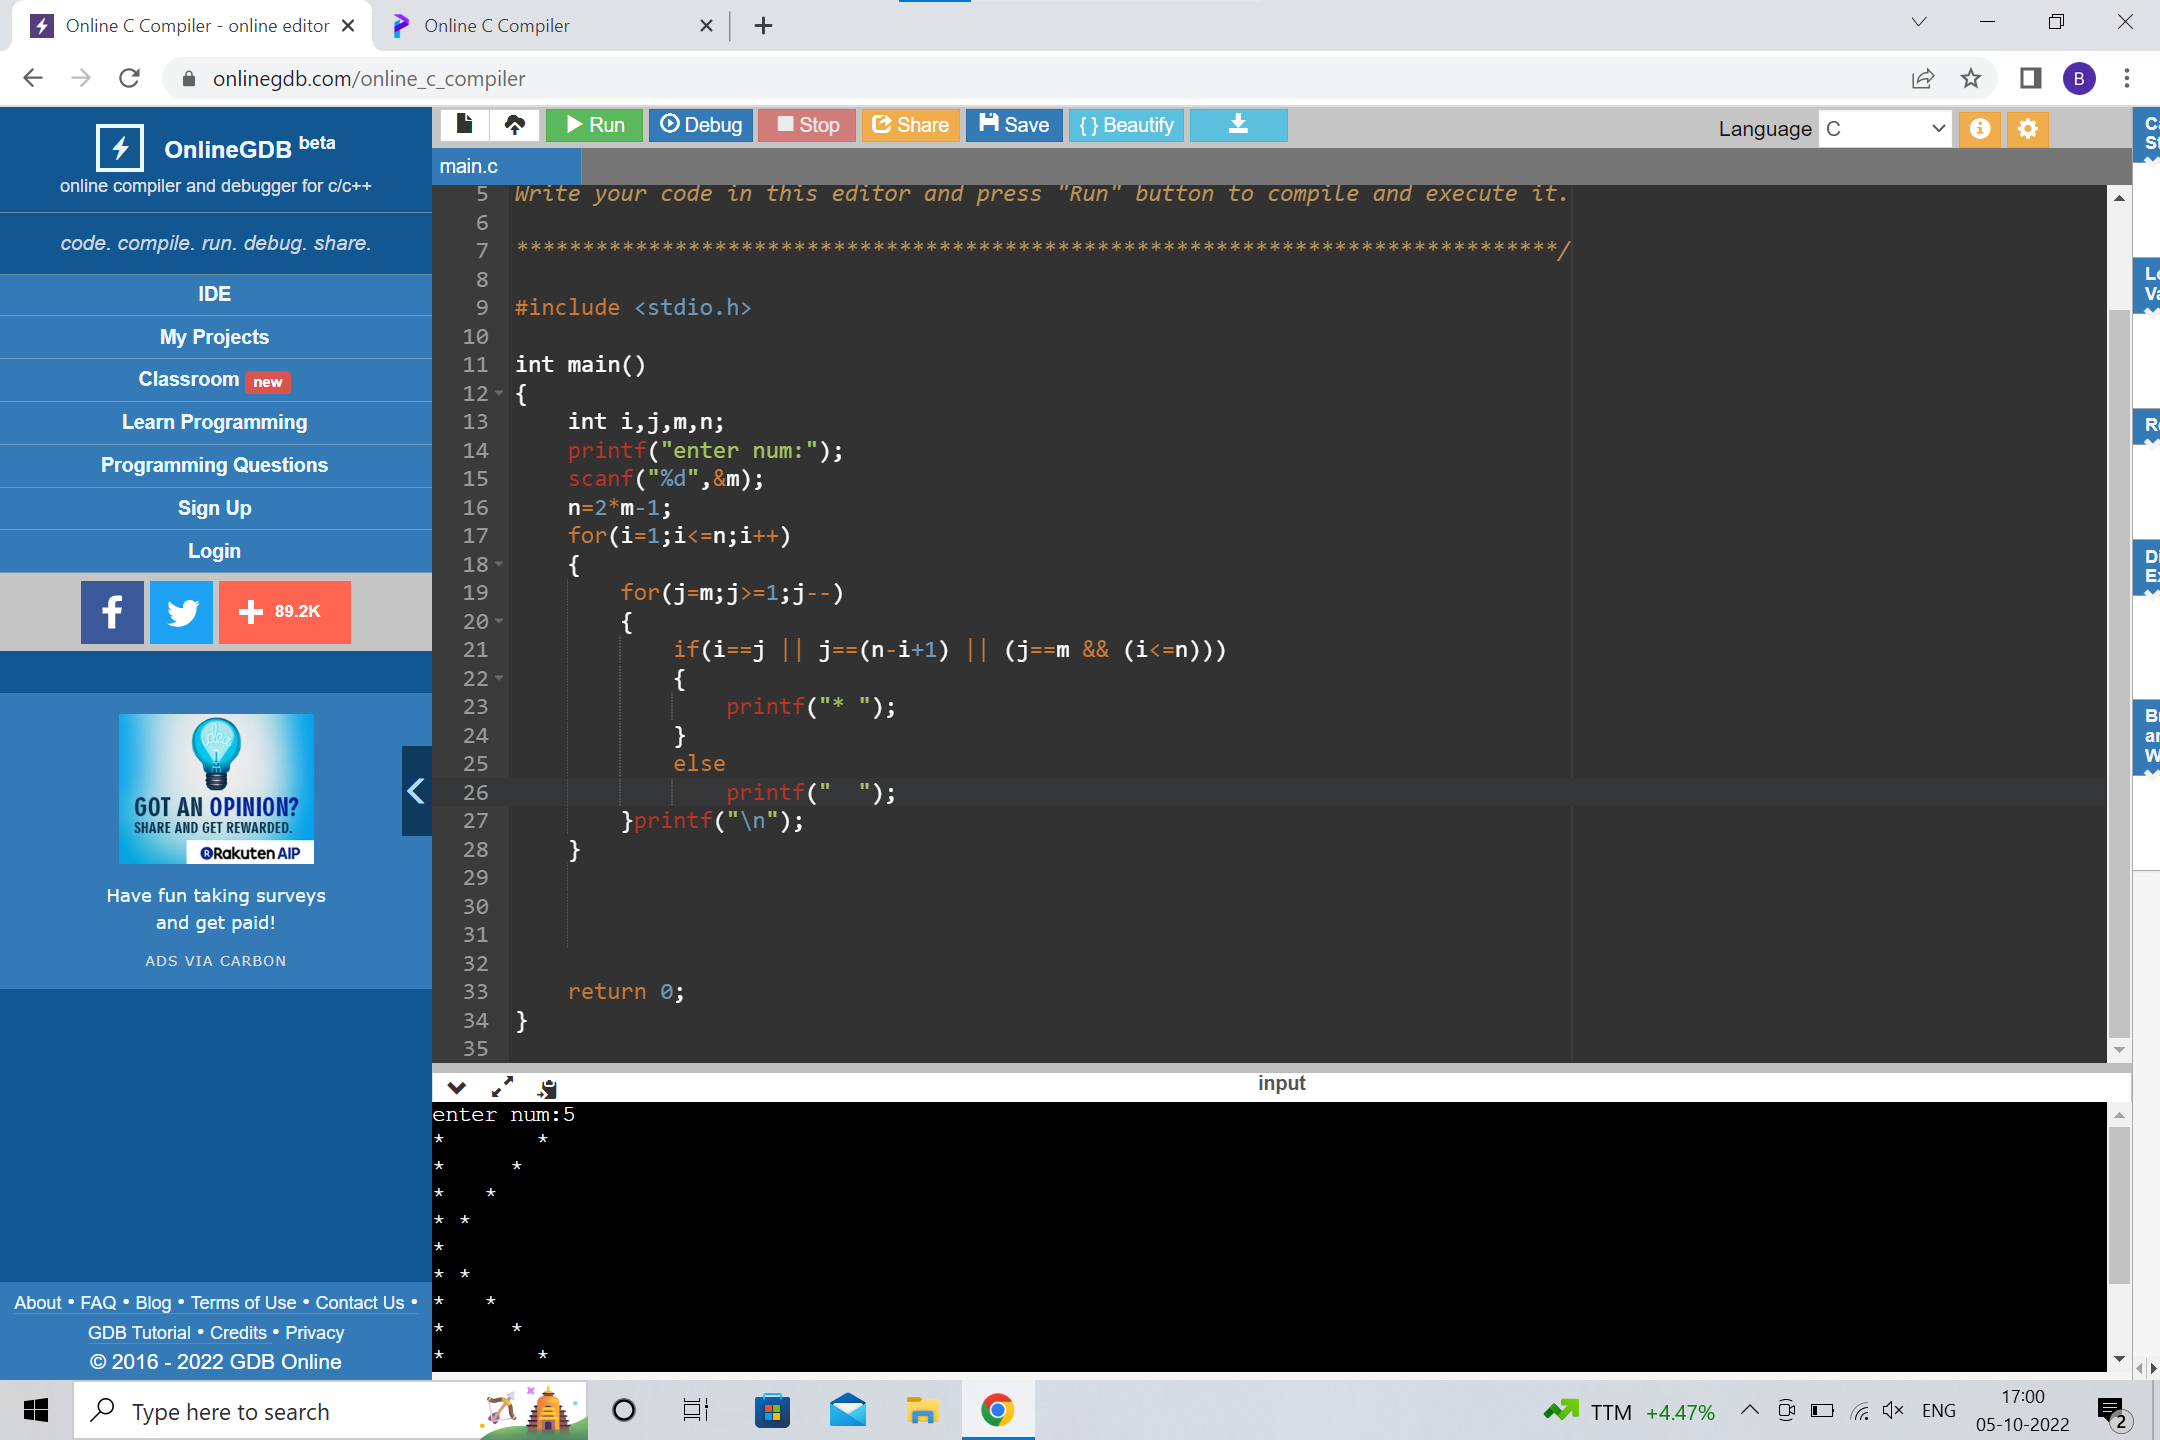 Online C Compiler - online editor
Online C Compiler
onlinegdb.com/online_c_compiler
B
OnlineGDB beta
online compiler and debugger for c/c++
code. compile. run. debug. share.
IDE
My Projects
Classroom new
Learn Programming
Programming Questions
Sign Up
Login
f
+ 89.2K
idea
GOT AN OPINION?
SHARE AND GET REWARDED.
Rakuten AIP
Have fun taking surveys
and get paid!
ADS VIA CARBON
About • FAQ • Blog • Terms of Use • Contact Us •
GDB Tutorial • Credits • Privacy
© 2016 - 2022 GDB Online
Run Debug Stop Share Save {} Beautify
Language C
main.c
5 Write your code in this editor and press "Run" button to compile and execute it.
6
7 *******************************************************************************/
8
9 #include <stdio.h>
10
11 int main()
12 {
13     int i,j,m,n;
14     printf("enter num:");
15     scanf("%d",&m);
16     n=2*m-1;
17     for(i=1;i<=n;i++)
18     {
19         for(j=m;j>=1;j--)
20         {
21             if(i==j || j==(n-i+1) || (j==m && (i<=n)))
22             {
23                 printf("* ");
24             }
25             else
26                 printf("  ");
27         }printf("\n");
28     }
29
30
31
32
33     return 0;
34 }
35
input
enter num:5
*       *
*     *
*   *
* *
*
* *
*   *
*     *
*       *
Type here to search
TTM +4.47%
ENG
17:00
05-10-2022
2